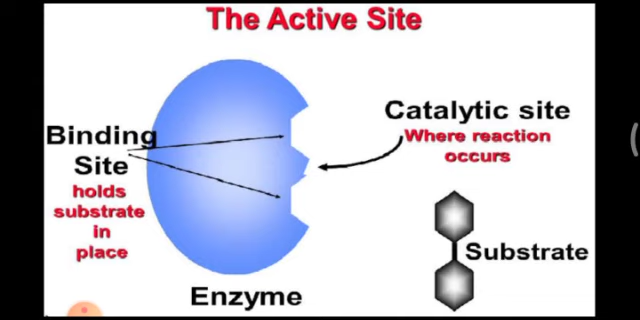 The Active Site
Binding
Site
holds
substrate
in
place
Catalytic site
Where reaction
occurs
Substrate
Enzyme